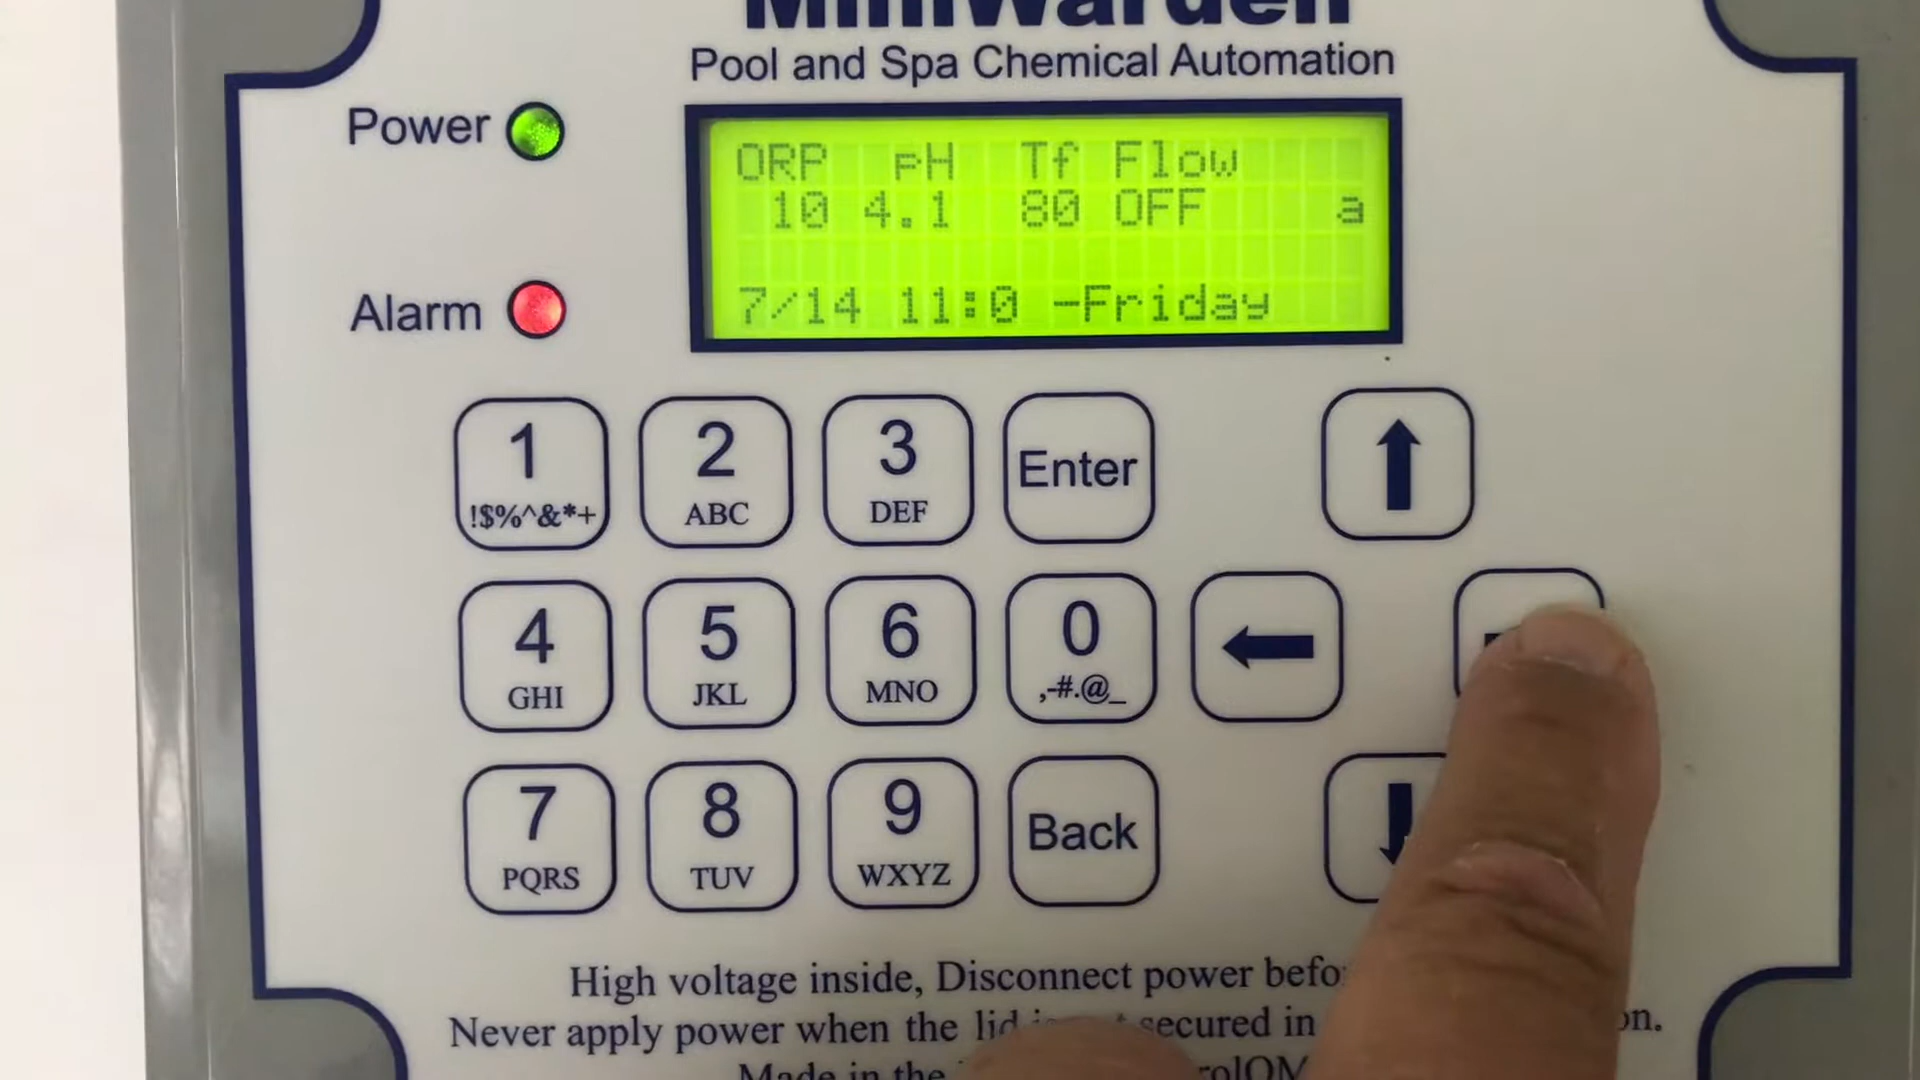 MiniWarden
Pool and Spa Chemical Automation
Power
Alarm
ORP pH Tf Flow
10 4.1 80 OFF a
7/14 11:0 -Friday
1 2 3 Enter
!$%^&*+ ABC DEF
4 5 6 0
GHI JKL MNO ,-#.@_
7 8 9 Back
PQRS TUV WXYZ
High voltage inside, Disconnect power
Never apply power when the lid secured in
Made in the